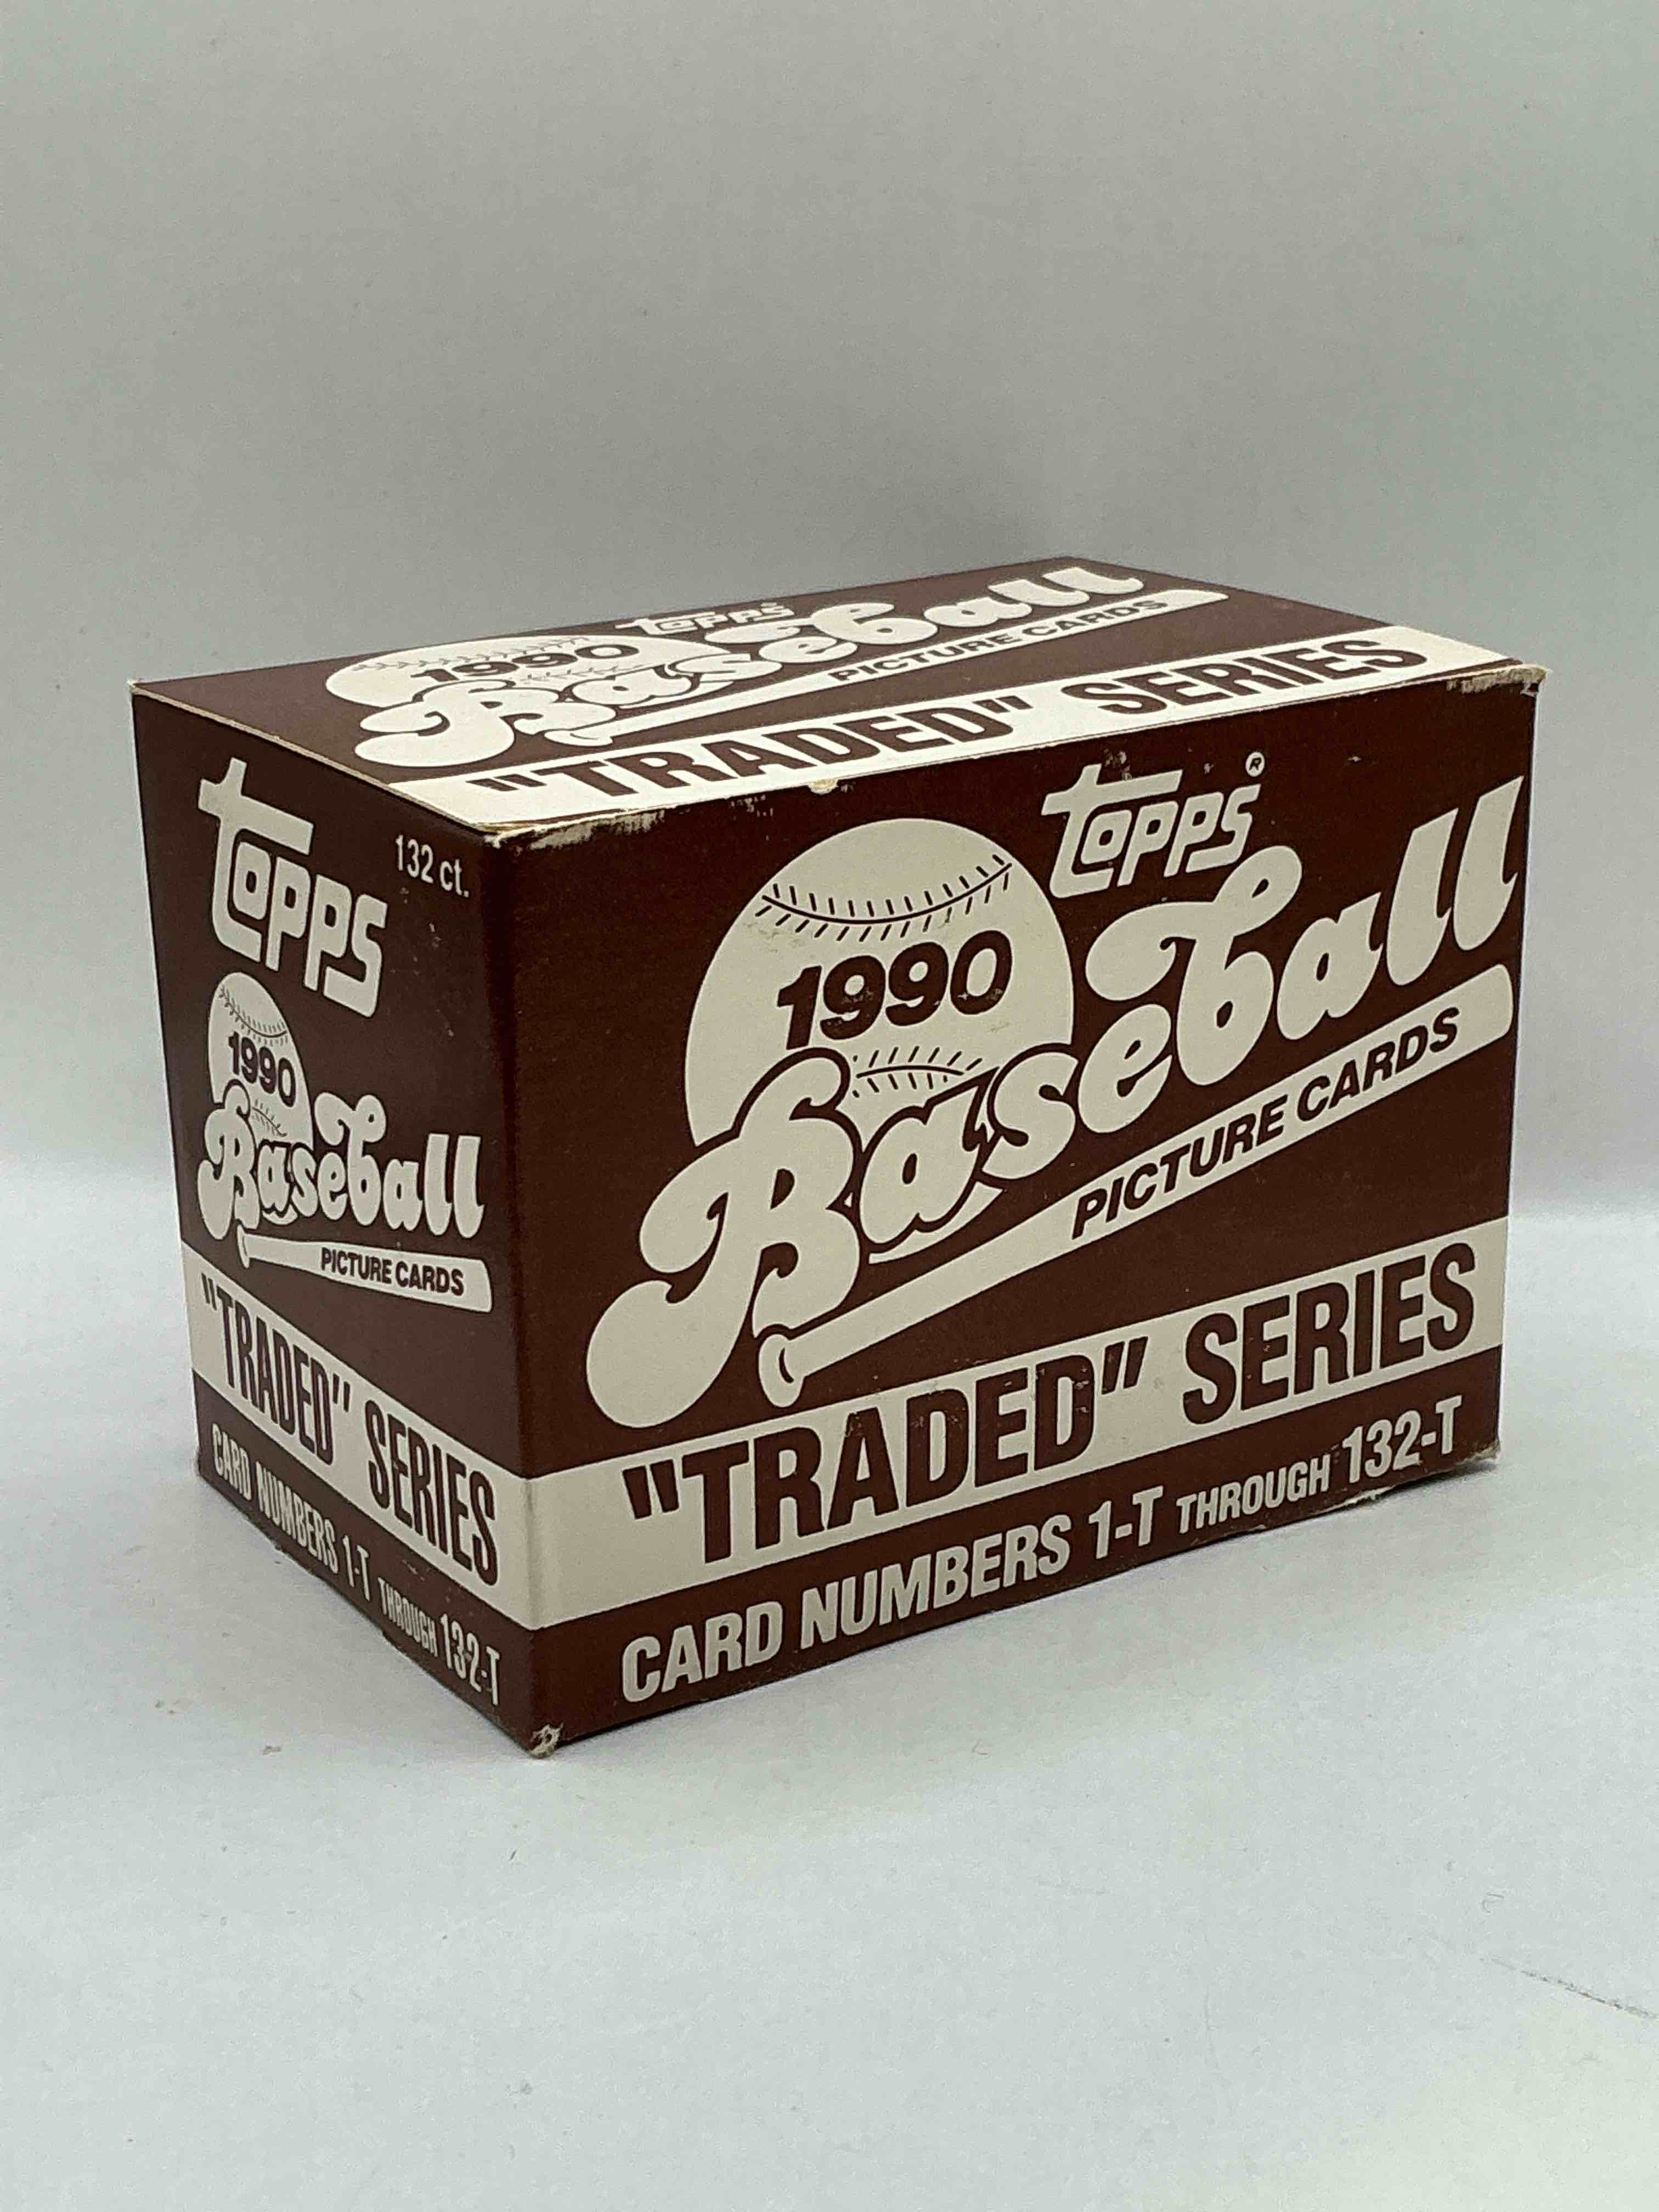 Topps
1990
Baseball
PICTURE CARDS
"TRADED" SERIES
Topps
132 ct.
1990
Baseball
PICTURE CARDS
"TRADED" SERIES
CARD NUMBERS 1-T THROUGH 132-T
Topps®
1990
Baseball
PICTURE CARDS
"TRADED" SERIES
CARD NUMBERS 1-T THROUGH 132-T